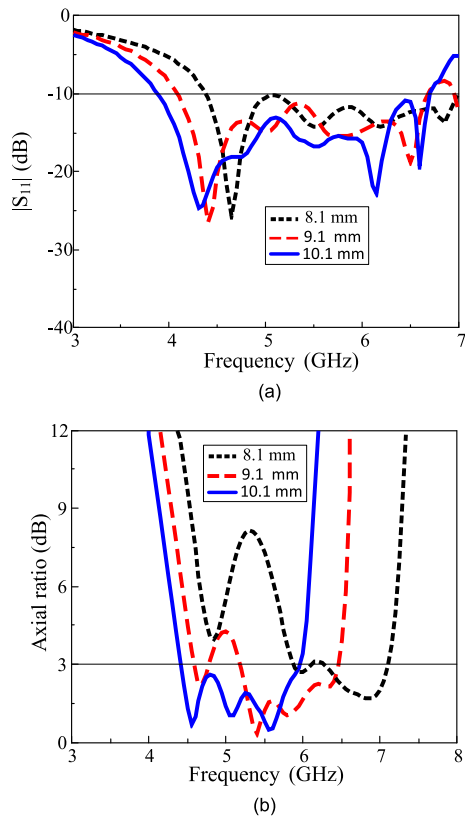 0
-10
-20
-30
-40
|S11| (dB)
8.1 mm
9.1 mm
10.1 mm
3 4 5 6 7
Frequency (GHz)
(a)
12
9
6
3
0
Axial ratio (dB)
8.1 mm
9.1 mm
10.1 mm
3 4 5 6 7 8
Frequency (GHz)
(b)